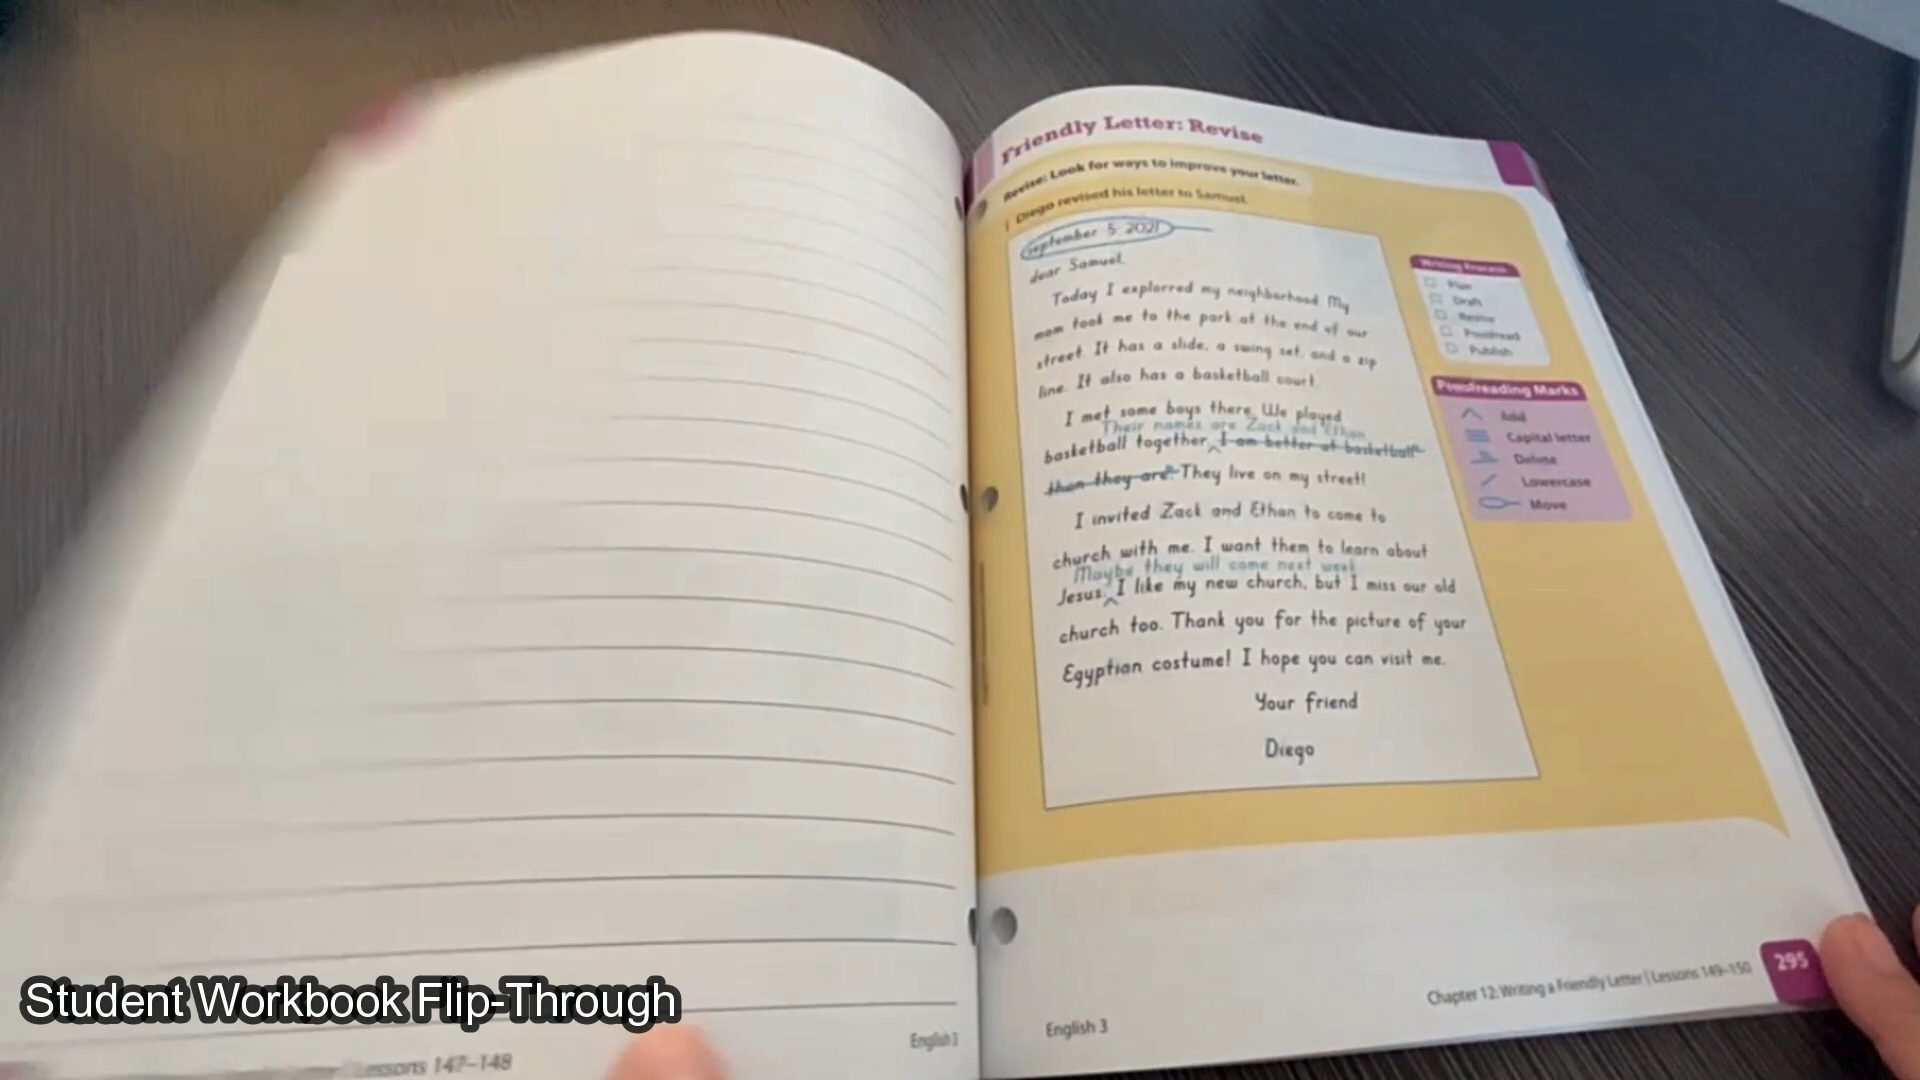 Friendly Letter: Revise
Revise: Look for ways to improve your letter.
Diego revised his letter to Samuel.
September 5 2021
dear Samuel,
Today I explorred my neighborhood My
mom took me to the park at the end of our
street. It has a slide, a swing set, and a zip
line. It also has a basketball court.
I met some boys there. We played
Their names are Zack and Ethan
basketball together. I am better at basketball
than they are. They live on my street!
I invited Zack and Ethan to come to
church with me. I want them to learn about
Maybe they will come next week
Jesus. I like my new church, but I miss our old
church too. Thank you for the picture of your
Egyptian costume! I hope you can visit me.
Your friend
Diego
Writing Process
Plan
Draft
Revise
Proofread
Publish
Proofreading Marks
Add
Capital letter
Delete
Lowercase
Move
English 3
Chapter 12: Writing a Friendly Letter | Lessons 149–150
295
Lessons 147–148
English 3
Student Workbook Flip-Through